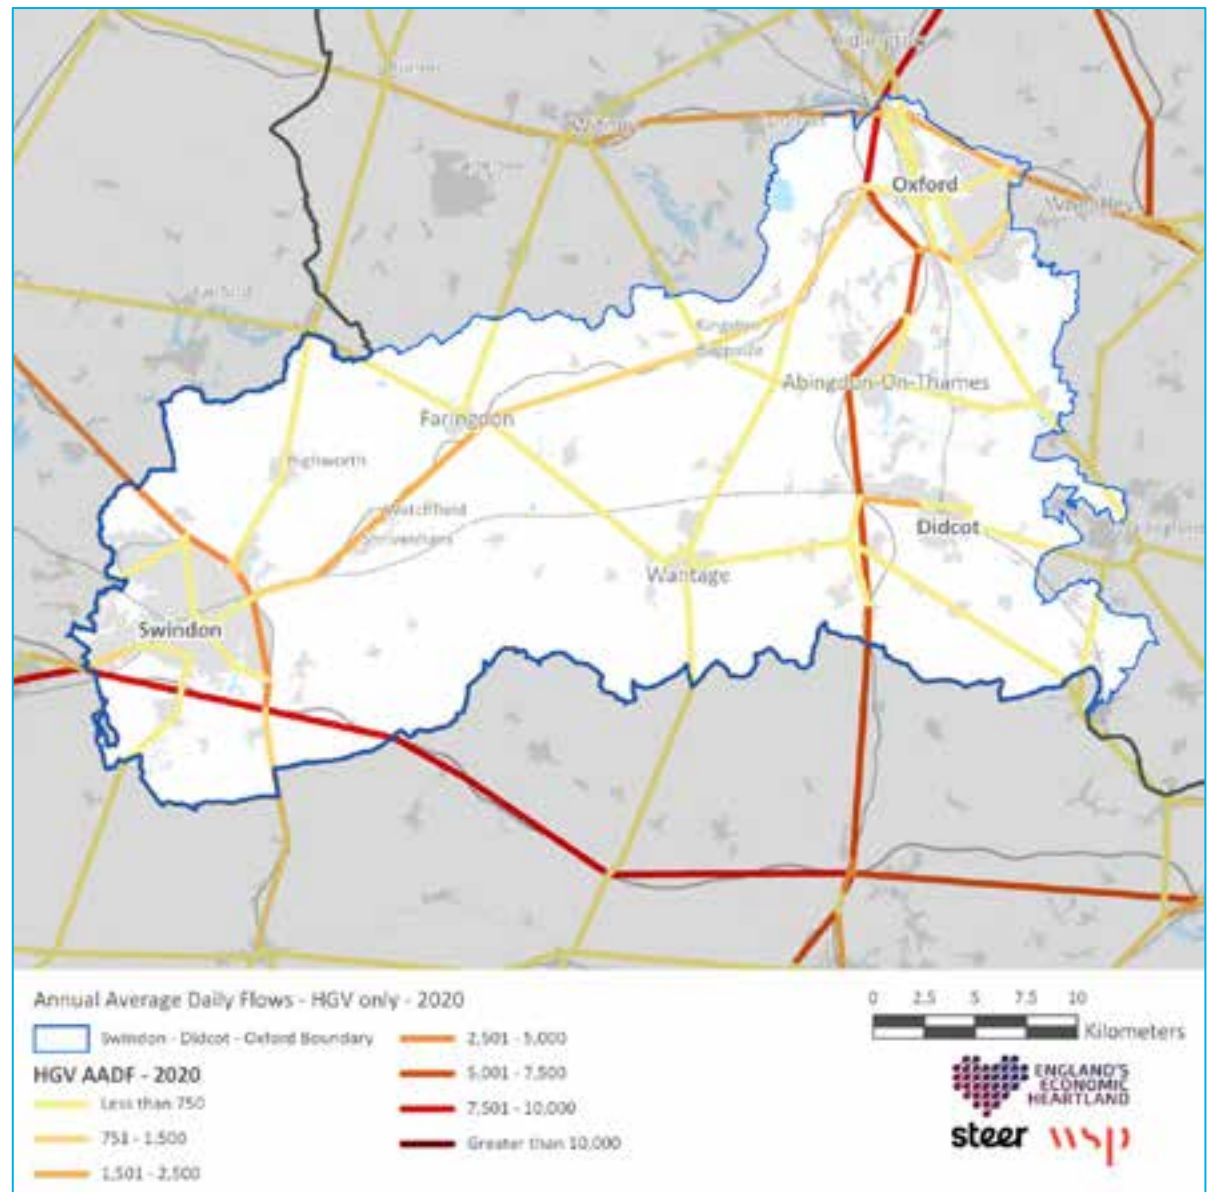 Oxford
Abingdon-On-Thames
Faringdon
Highworth
Watchfield
Shrivenham
Didcot
Wantage
Swindon
Annual Average Daily Flows - HGV only - 2020
Swindon - Didcot - Oxford Boundary
HGV AADF - 2020
Less than 750
751 - 1,500
1,501 - 2,500
2,501 - 5,000
5,001 - 7,500
7,501 - 10,000
Greater than 10,000
0 2.5 5 7.5 10
Kilometers
ENGLAND'S
ECONOMIC
HEARTLAND
steer wsp